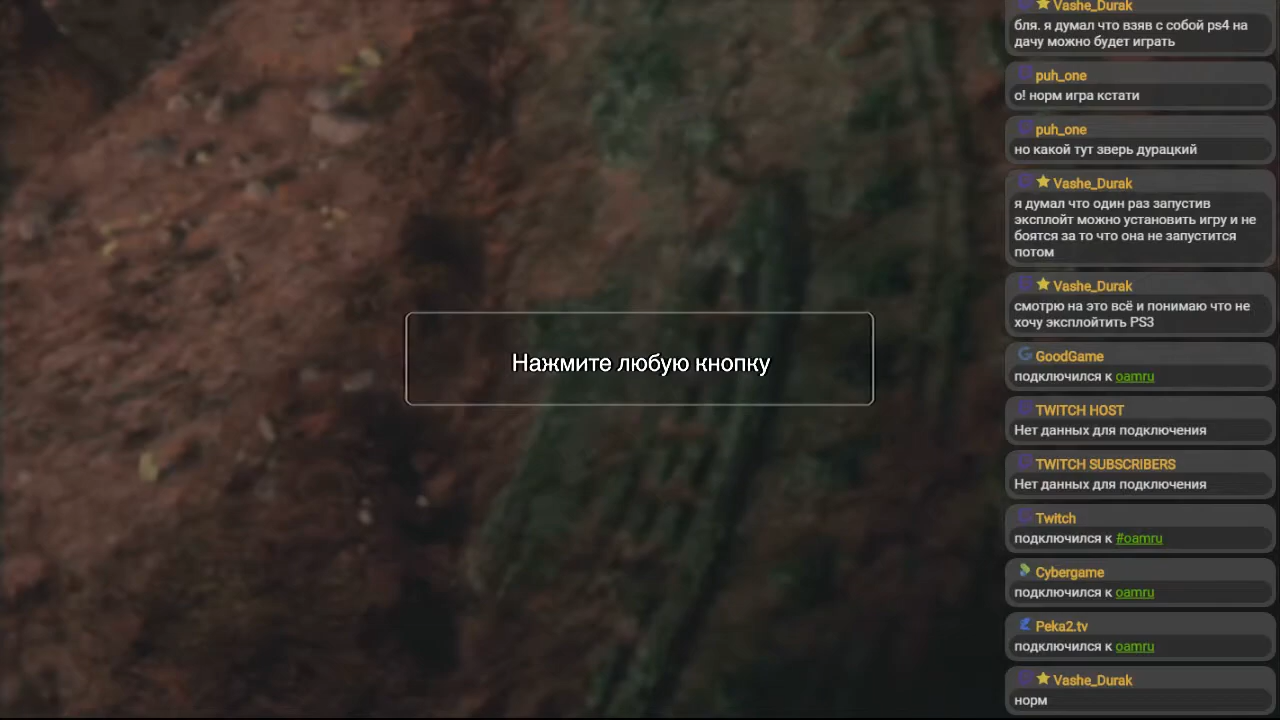 Vashe_Durak
бля. я думал что взяв с собой ps4 на
дачу можно будет играть
puh_one
о! норм игра кстати
puh_one
но какой тут зверь дурацкий
Vashe_Durak
я думал что один раз запустив
эксплойт можно установить игру и не
боятся за то что она не запустится
потом
Vashe_Durak
смотрю на это всё и понимаю что не
хочу эксплойтить PS3
GoodGame
подключился к oamru
TWITCH HOST
Нет данных для подключения
TWITCH SUBSCRIBERS
Нет данных для подключения
Twitch
подключился к #oamru
Cybergame
подключился к oamru
Peka2.tv
подключился к oamru
Vashe_Durak
норм
Нажмите любую кнопку